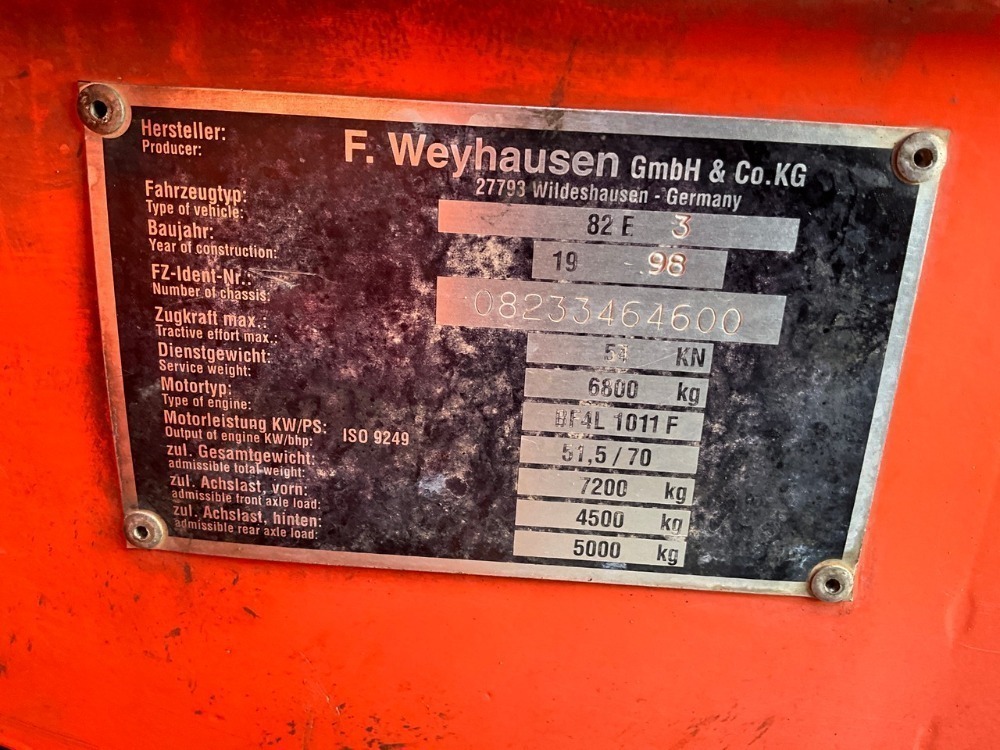 Hersteller:
Producer:
F. Weyhausen GmbH & Co.KG
27793 Wildeshausen - Germany
Fahrzeugtyp:
Type of vehicle:
82 E 3
Baujahr:
Year of construction:
19 98
FZ-Ident-Nr.:
Number of chassis:
08233464600
Zugkraft max.:
Tractive effort max.:
KN
Dienstgewicht:
Service weight:
6800 kg
Motortyp:
Type of engine:
BF4L 1011 F
Motorleistung KW/PS: ISO 9249
Output of engine KW/bhp:
51,5 / 70
zul. Gesamtgewicht:
admissible total weight:
7200 kg
zul. Achslast, vorn:
admissible front axle load:
4500 kg
zul. Achslast, hinten:
admissible rear axle load:
5000 kg